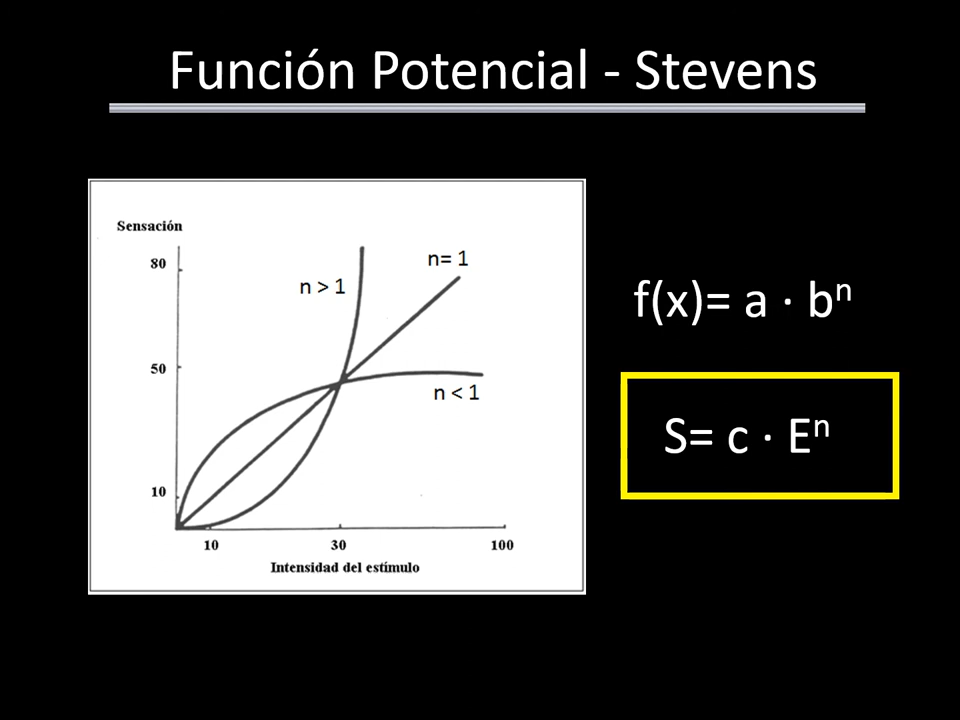 Función Potencial - Stevens
Sensación
80
50
10
n > 1
n= 1
n < 1
10 30 100
Intensidad del estímulo
f(x)= a · bⁿ
S= c · Eⁿ